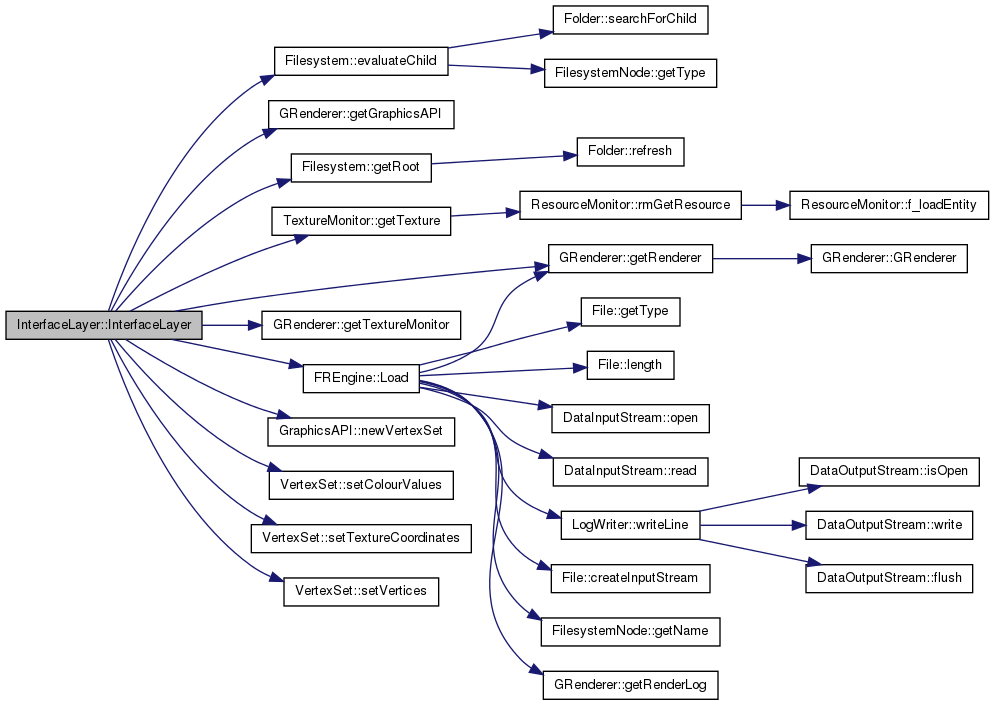 Folder::searchForChild
Filesystem::evaluateChild
FilesystemNode::getType
GRenderer::getGraphicsAPI
Folder::refresh
Filesystem::getRoot
ResourceMonitor::rmGetResource
ResourceMonitor::f_loadEntity
TextureMonitor::getTexture
GRenderer::getRenderer
GRenderer::GRenderer
File::getType
InterfaceLayer::InterfaceLayer
GRenderer::getTextureMonitor
File::length
FREngine::Load
DataInputStream::open
GraphicsAPI::newVertexSet
DataInputStream::read
DataOutputStream::isOpen
VertexSet::setColourValues
LogWriter::writeLine
DataOutputStream::write
VertexSet::setTextureCoordinates
File::createInputStream
DataOutputStream::flush
VertexSet::setVertices
FilesystemNode::getName
GRenderer::getRenderLog